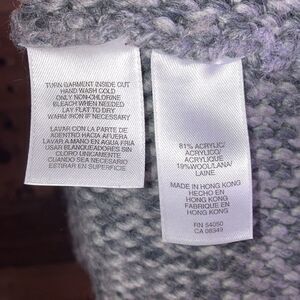 TURN GARMENT INSIDE OUT
HAND WASH COLD
ONLY NON-CHLORINE
BLEACH WHEN NEEDED
LAY FLAT TO DRY
WARM IRON IF NECESSARY
LAVAR CON LA PARTE DE
ADENTRO HACIA AFUERA
LAVAR A MANO EN AGUA FRIA
USAR BLANQUEADORES SIN
CLORO UNICAMENTE
CUANDO SEA NECESARIO
ESTIRAR EN SUPERFICIE
81% ACRYLIC/
ACRILICO/
ACRYLIQUE
19%WOOL/LANA/
LAINE
MADE IN HONG KONG
HECHO EN
HONG KONG
FABRIQUE EN
HONG KONG
RN 54050
CA 08349